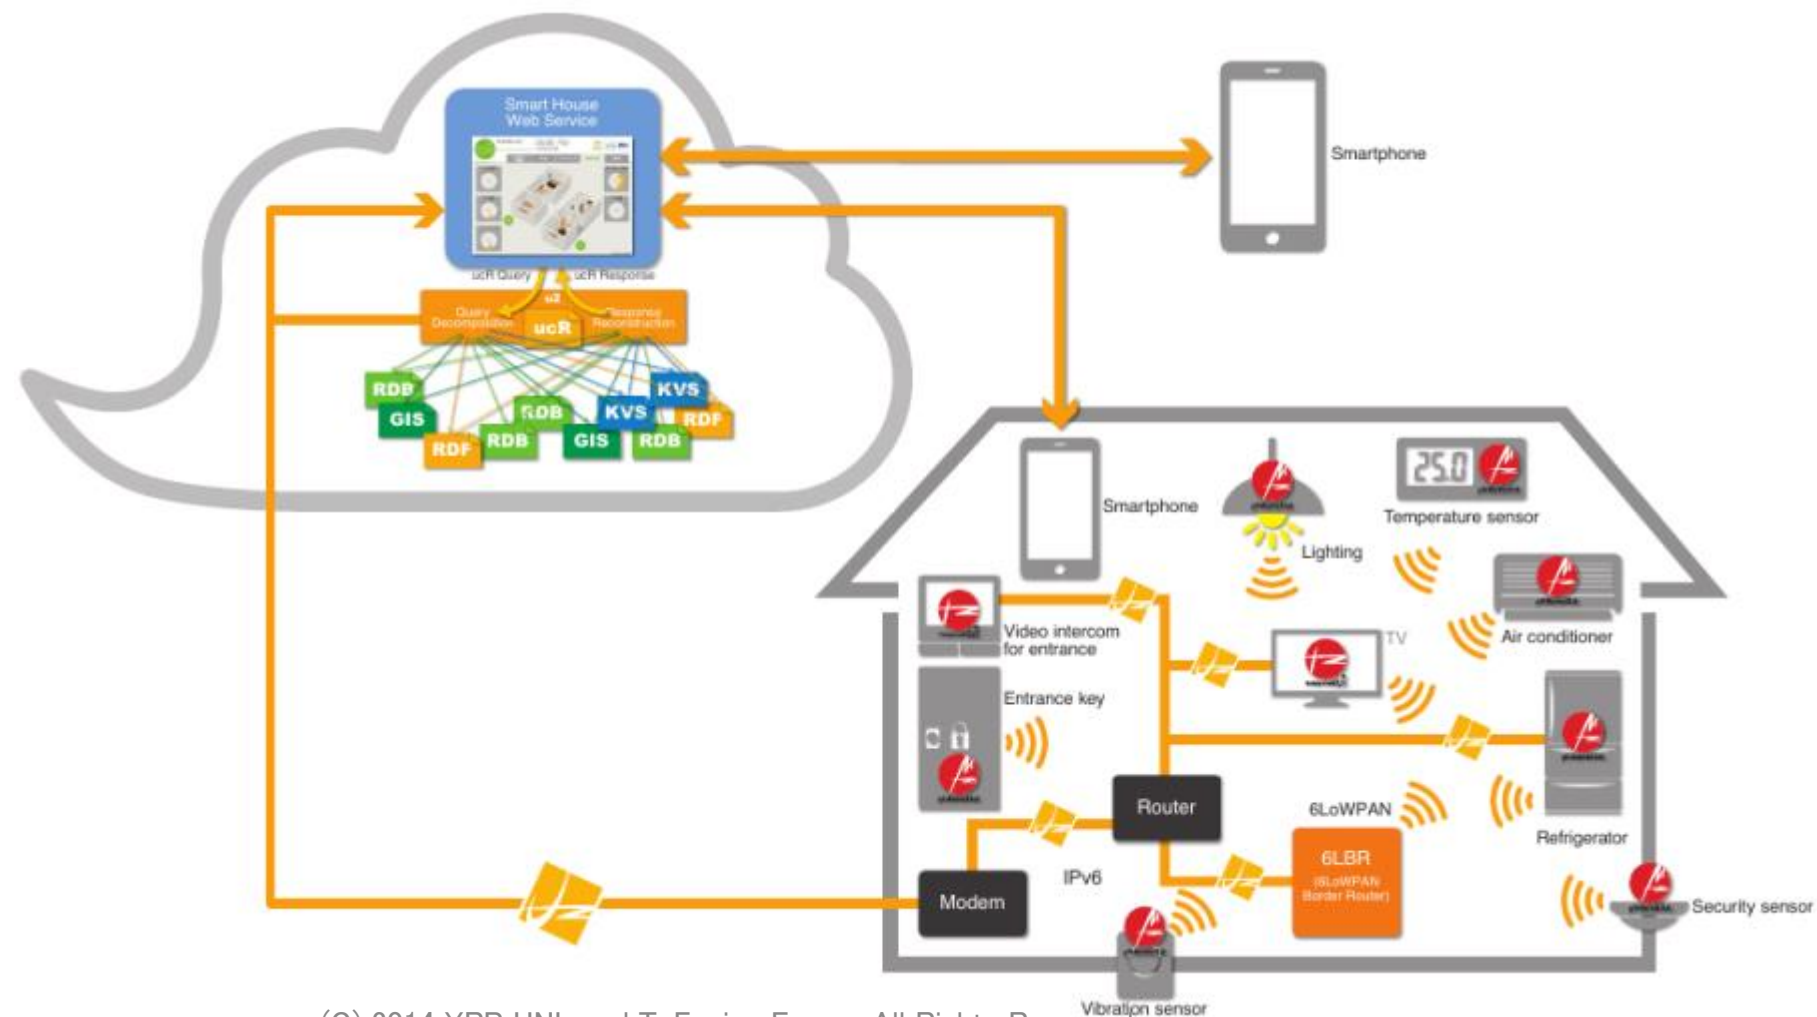 Smart House
Web Service
Smartphone
ucR Query
ucR Response
u2
Query
Decomposition
ucR
Response
Reconstruction
RDB
GIS
RDF
RDB
RDB
GIS
KVS
KVS
RDF
RDB
Smartphone
Lighting
25.0
Temperature sensor
Air conditioner
Video intercom
for entrance
TV
Entrance key
Router
6LoWPAN
Refrigerator
6LBR
(6LoWPAN
Border Router)
IPv6
Modem
Security sensor
Vibration sensor